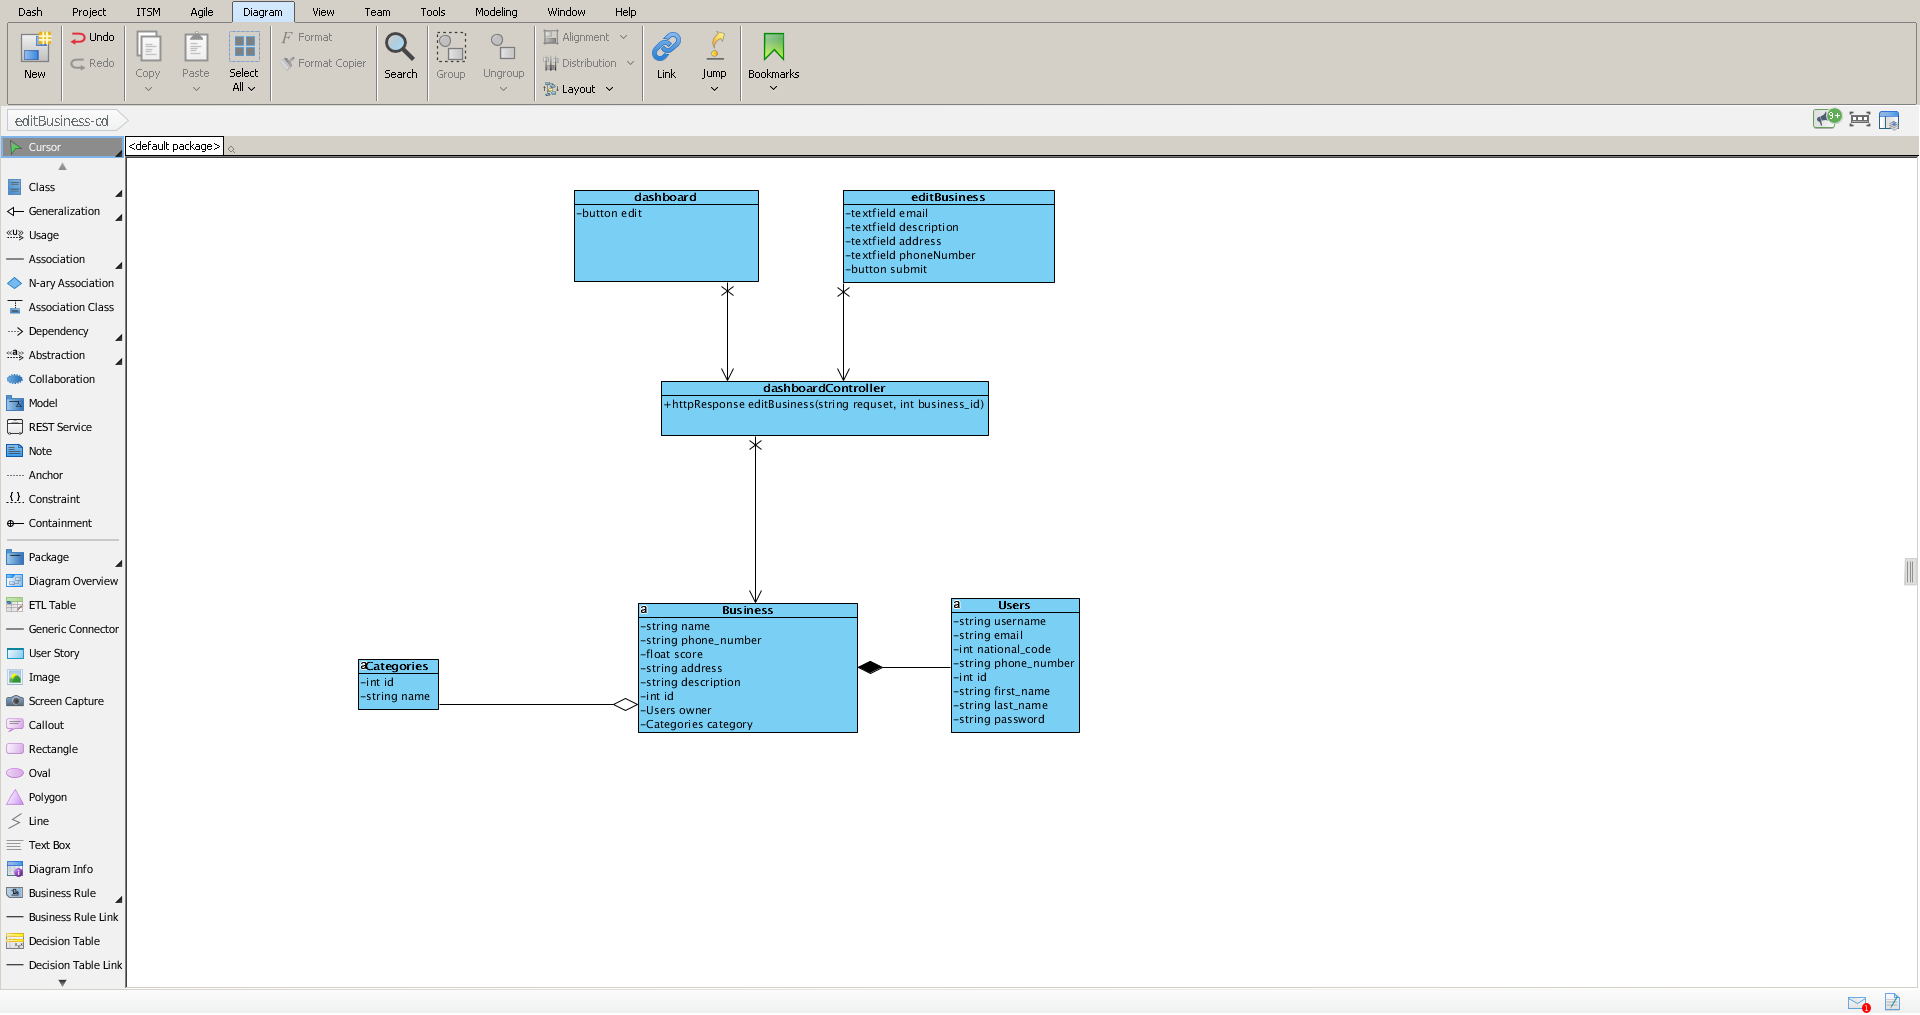 Dash Project ITSM Agile Diagram View Team Tools Modeling Window Help
New
Undo
Redo
Copy
Paste
Select
All
Format
Format Copier
Search
Group
Ungroup
Alignment
Distribution
Layout
Link
Jump
Bookmarks
editBusiness-cd
9+
Cursor
<default package>
Class
Generalization
Usage
Association
N-ary Association
Association Class
Dependency
Abstraction
Collaboration
Model
REST Service
Note
Anchor
Constraint
Containment
Package
Diagram Overview
ETL Table
Generic Connector
User Story
Image
Screen Capture
Callout
Rectangle
Oval
Polygon
Line
Text Box
Diagram Info
Business Rule
Business Rule Link
Decision Table
Decision Table Link
dashboard
-button edit
editBusiness
-textfield email
-textfield description
-textfield address
-textfield phoneNumber
-button submit
dashboardController
+httpResponse editBusiness(string requset, int business_id)
a Business
-string name
-string phone_number
-float score
-string address
-string description
-int id
-Users owner
-Categories category
a Users
-string username
-string email
-int national_code
-string phone_number
-int id
-string first_name
-string last_name
-string password
a Categories
-int id
-string name
1